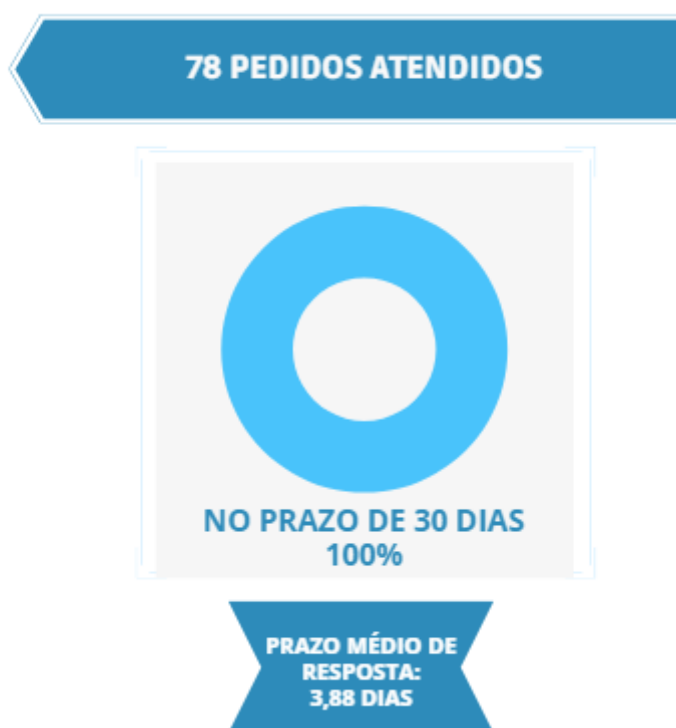 78 PEDIDOS ATENDIDOS
NO PRAZO DE 30 DIAS
100%
PRAZO MÉDIO DE
RESPOSTA:
3,88 DIAS